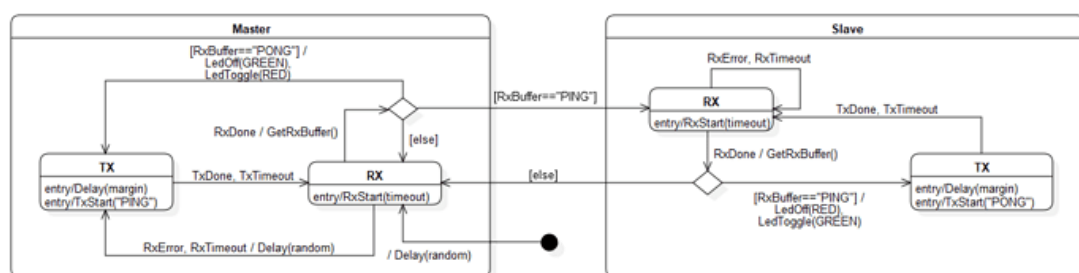 Master
[RxBuffer=="PONG"] /
LedOff(GREEN),
LedToggle(RED)
[RxBuffer=="PING"]
RxDone / GetRxBuffer()
[else]
TX
entry/Delay(margin)
entry/TxStart("PING")
TxDone, TxTimeout
RX
entry/RxStart(timeout)
RxError, RxTimeout / Delay(random)
/ Delay(random)
Slave
RxError, RxTimeout
RX
entry/RxStart(timeout)
TxDone, TxTimeout
RxDone / GetRxBuffer()
[else]
[RxBuffer=="PING"] /
LedOff(RED),
LedToggle(GREEN)
TX
entry/Delay(margin)
entry/TxStart("PONG")